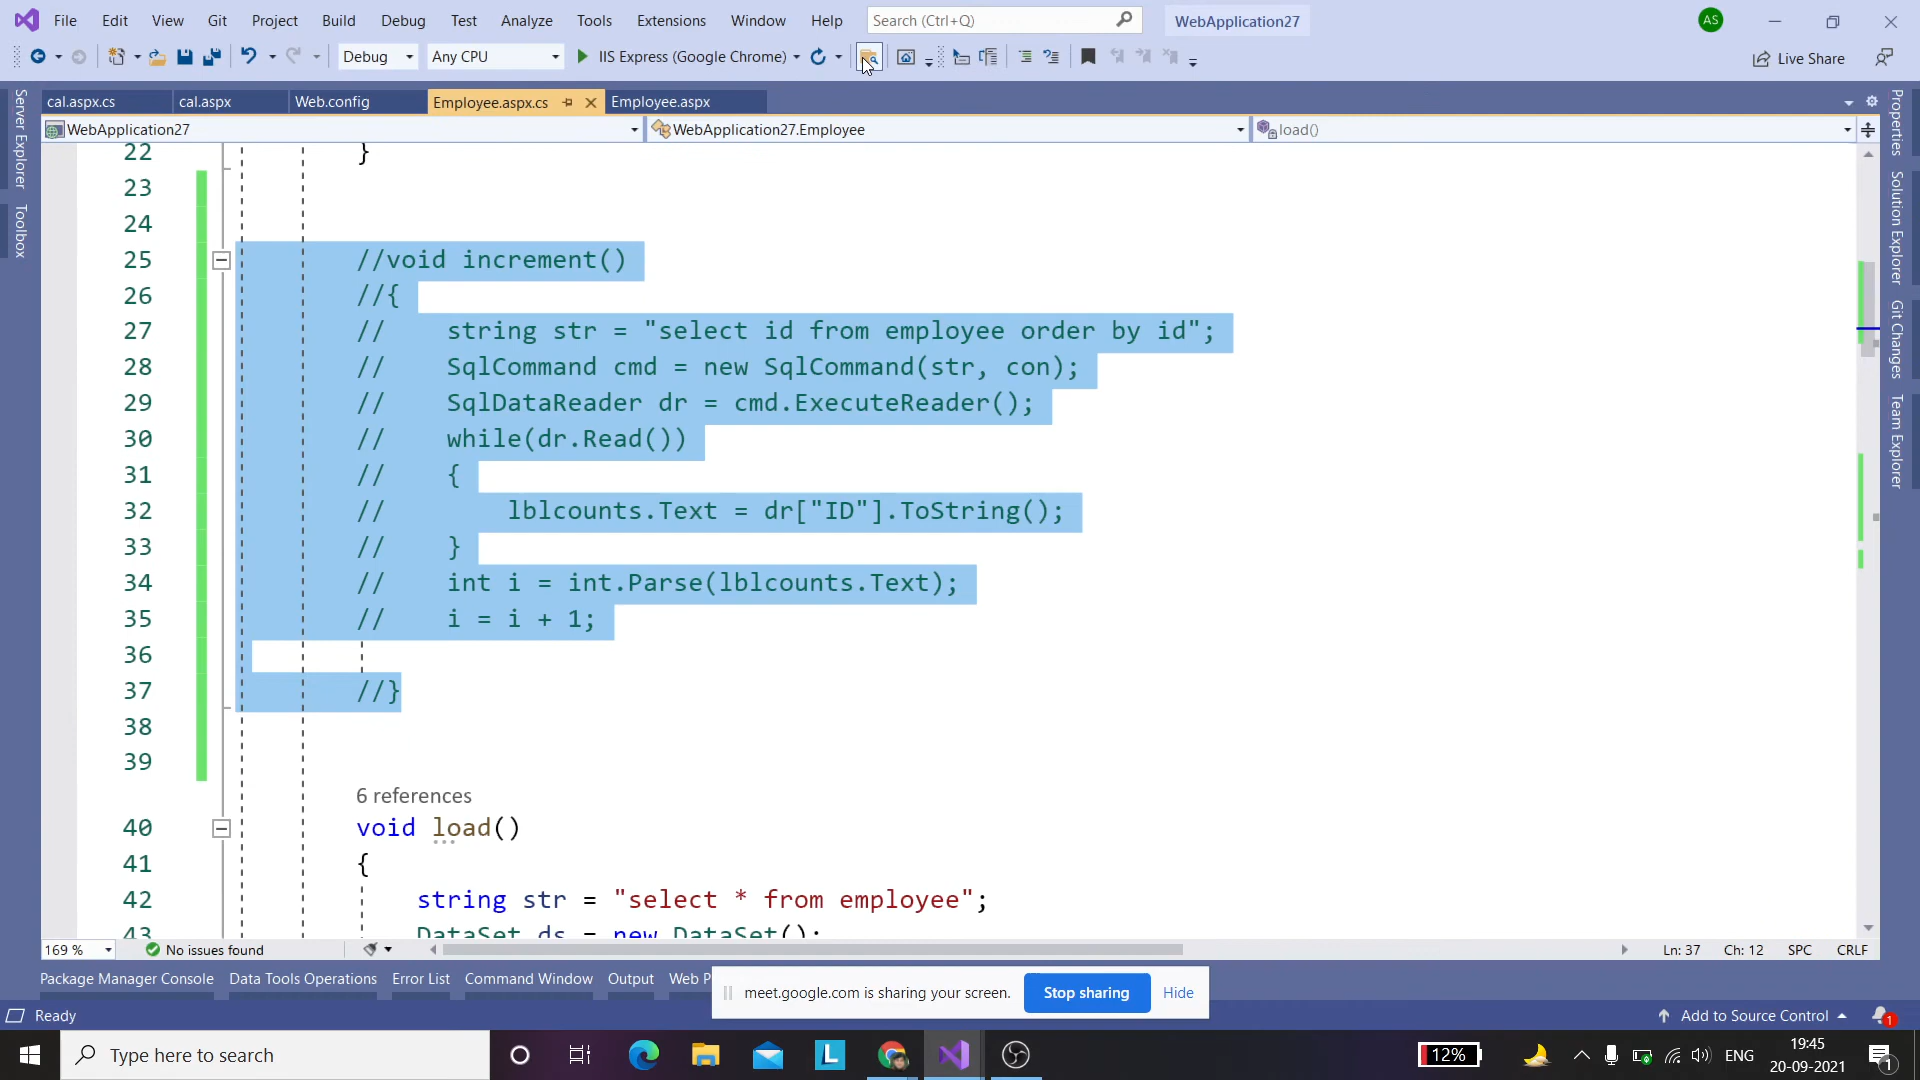 File Edit View Git Project Build Debug Test Analyze Tools Extensions Window Help Search (Ctrl+Q) WebApplication27 AS
Debug Any CPU IIS Express (Google Chrome) Live Share
cal.aspx.cs cal.aspx Web.config Employee.aspx.cs Employee.aspx
WebApplication27 WebApplication27.Employee load()
Server Explorer
Toolbox
Properties
Solution Explorer
Git Changes
Team Explorer
22 }
23
24
25 //void increment()
26 //{
27 // string str = "select id from employee order by id";
28 // SqlCommand cmd = new SqlCommand(str, con);
29 // SqlDataReader dr = cmd.ExecuteReader();
30 // while(dr.Read())
31 // {
32 // lblcounts.Text = dr["ID"].ToString();
33 // }
34 // int i = int.Parse(lblcounts.Text);
35 // i = i + 1;
36
37 //}
38
39
6 references
40 void load()
41 {
42 string str = "select * from employee";
43 DataSet ds = new DataSet();
169 % No issues found Ln: 37 Ch: 12 SPC CRLF
Package Manager Console Data Tools Operations Error List Command Window Output Web P
meet.google.com is sharing your screen. Stop sharing Hide
Ready Add to Source Control 1
Type here to search L 12% ENG 19:45
20-09-2021 1